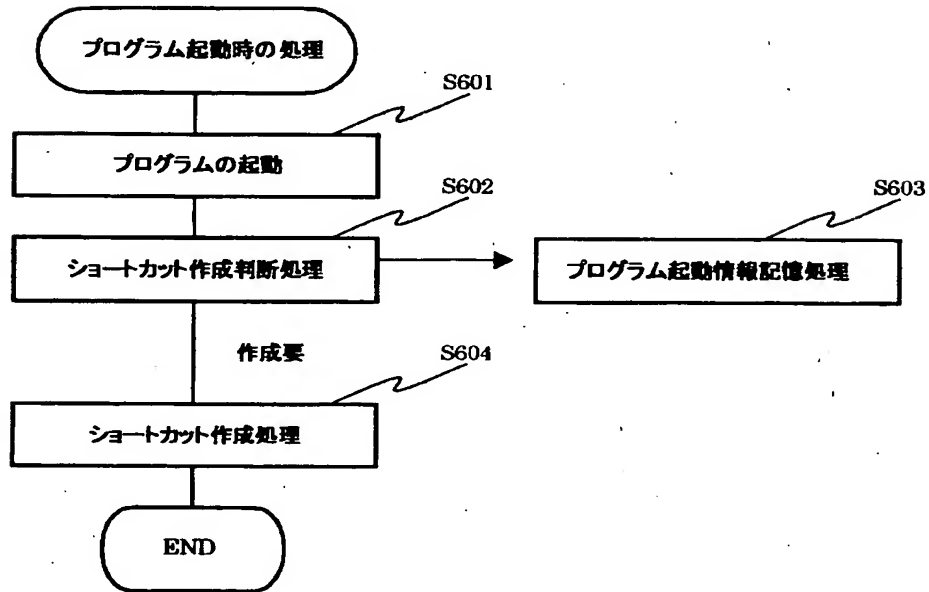 プログラム起動時の処理
S601
プログラムの起動
S602
ショートカット作成判断処理
S603
プログラム起動情報記憶処理
作成要
S604
ショートカット作成処理
END